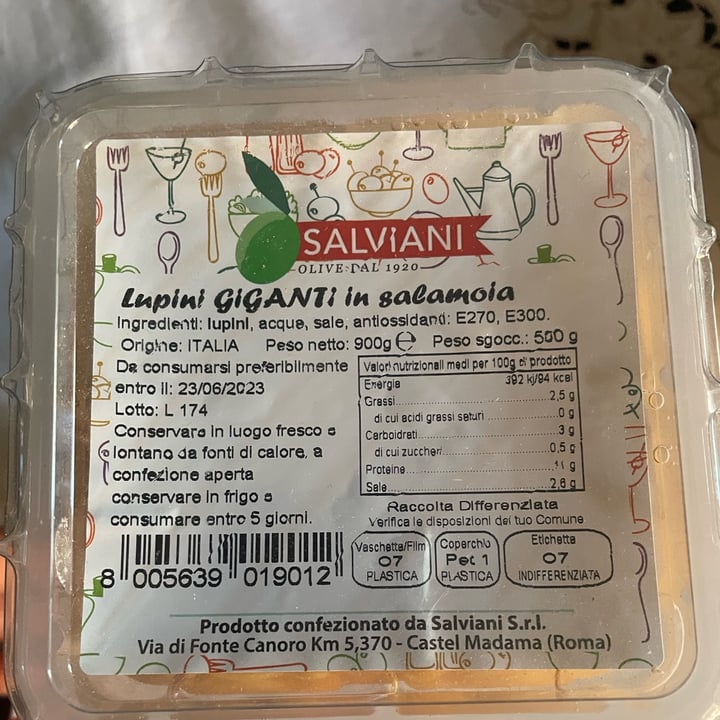 SALVIANI
OLIVE DAL 1920
Lupini GiGANTi in salamoia
Ingredienti: lupini, acqua, sale, antiossidanti: E270, E300.
Origine: ITALIA Peso netto: 900g ℮ Peso sgocc.: 500 g
Da consumarsi preferibilmente
entro il: 23/06/2023
Lotto: L 174
Conservare in luogo fresco e
lontano da fonti di calore, a
confezione aperta
conservare in frigo e
consumare entro 5 giorni.
Valori nutrizionali medi per 100g di prodotto
Energia 392 kj/94 kcal
Grassi 2,5 g
di cui acidi grassi saturi 0 g
Carboidrati 3 g
di cui zuccheri 0,5 g
Proteine 11 g
Sale 2,8 g
Raccolta Differenziata
Verifica le disposizioni del tuo Comune
Vaschetta/Film
07
PLASTICA
Coperchio
Pet 1
PLASTICA
Etichetta
07
INDIFFERENZIATA
8 005639 019012
Prodotto confezionato da Salviani S.r.l.
Via di Fonte Canoro Km 5,370 - Castel Madama (Roma)